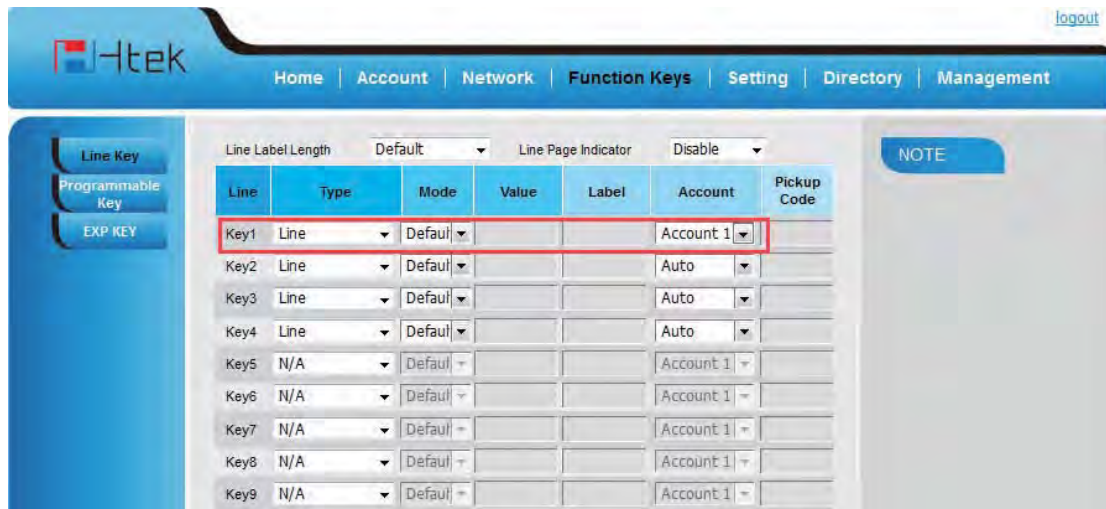 logout
Htek
Home | Account | Network | Function Keys | Setting | Directory | Management
Line Key
Programmable Key
EXP KEY
Line Label Length Default Line Page Indicator Disable
Line Type Mode Value Label Account Pickup Code
Key1 Line Defaul Account 1
Key2 Line Defaul Auto
Key3 Line Defaul Auto
Key4 Line Defaul Auto
Key5 N/A Defaul Account 1
Key6 N/A Defaul Account 1
Key7 N/A Defaul Account 1
Key8 N/A Defaul Account 1
Key9 N/A Defaul Account 1
NOTE